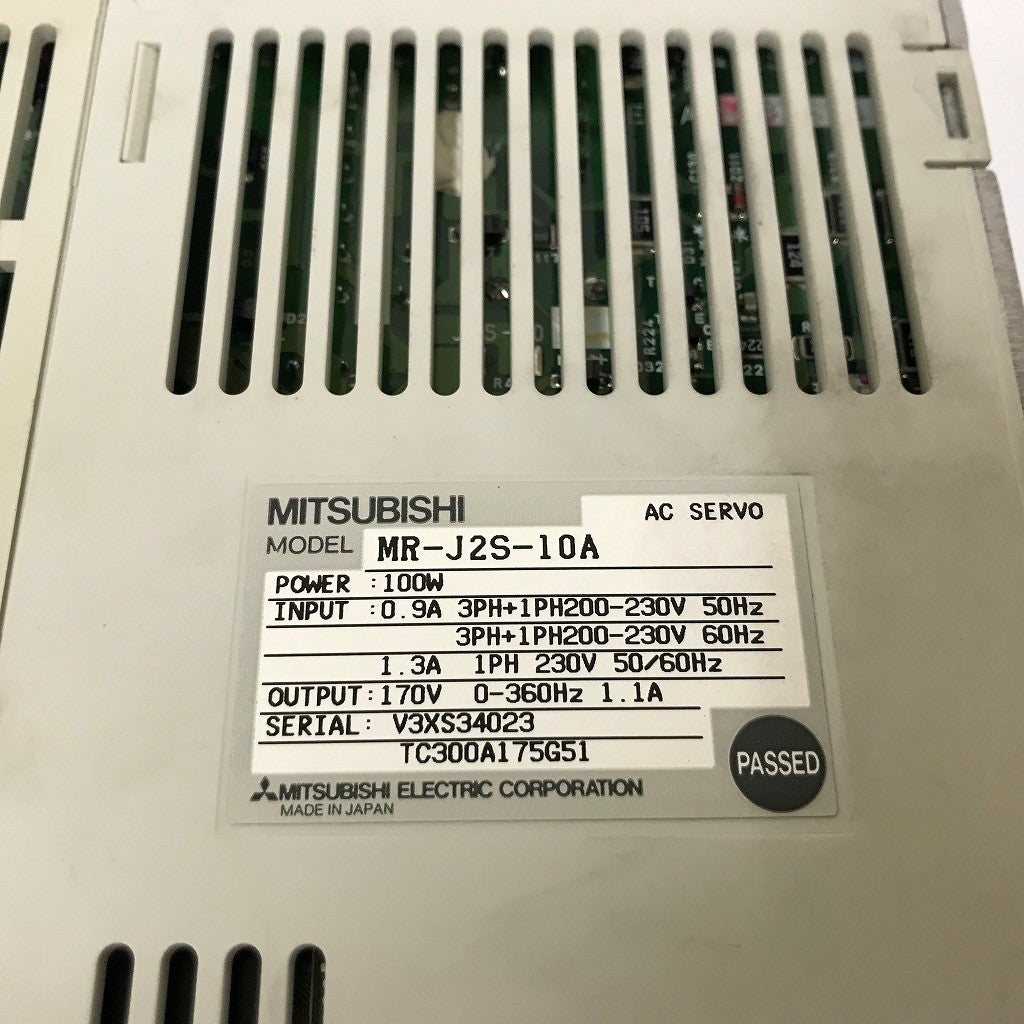 R224
MITSUBISHI
AC SERVO
MODEL MR-J2S-10A
POWER :100W
INPUT :0.9A 3PH+1PH200-230V 50Hz
3PH+1PH200-230V 60Hz
1.3A 1PH 230V 50/60Hz
OUTPUT:170V 0-360Hz 1.1A
SERIAL: V3XS34023
TC300A175G51
PASSED
MITSUBISHI ELECTRIC CORPORATION
MADE IN JAPAN